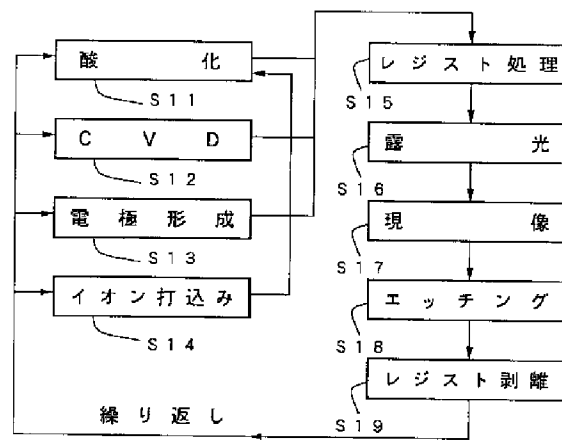 酸化
S11
CVD
S12
電極形成
S13
イオン打込み
S14
繰り返し
レジスト処理
S15
露光
S16
現像
S17
エッチング
S18
レジスト剥離
S19